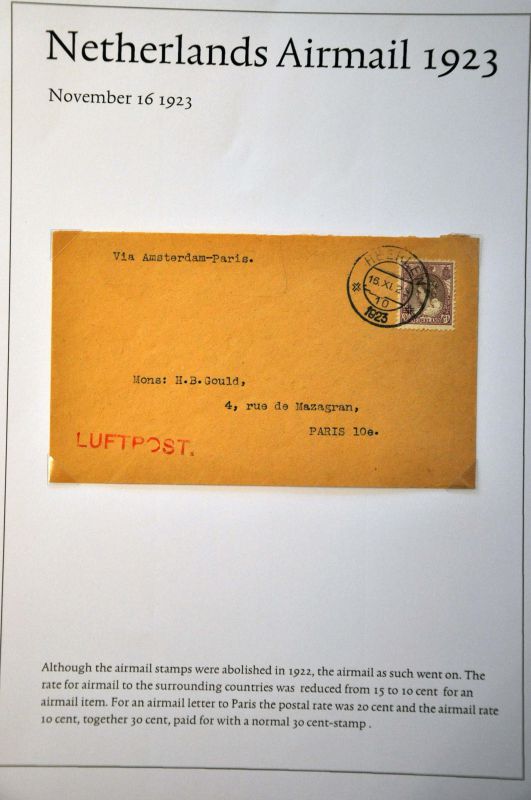 Netherlands Airmail 1923
November 16 1923
Via Amsterdam-Paris.
HEERLEN
16.XI.2
10
1923
NEDERLAND
Mons: H.B.Gould,
4, rue de Mazagran,
PARIS 10e.
LUFTPOST.
Although the airmail stamps were abolished in 1922, the airmail as such went on. The
rate for airmail to the surrounding countries was reduced from 15 to 10 cent for an
airmail item. For an airmail letter to Paris the postal rate was 20 cent and the airmail rate
10 cent, together 30 cent, paid for with a normal 30 cent-stamp .